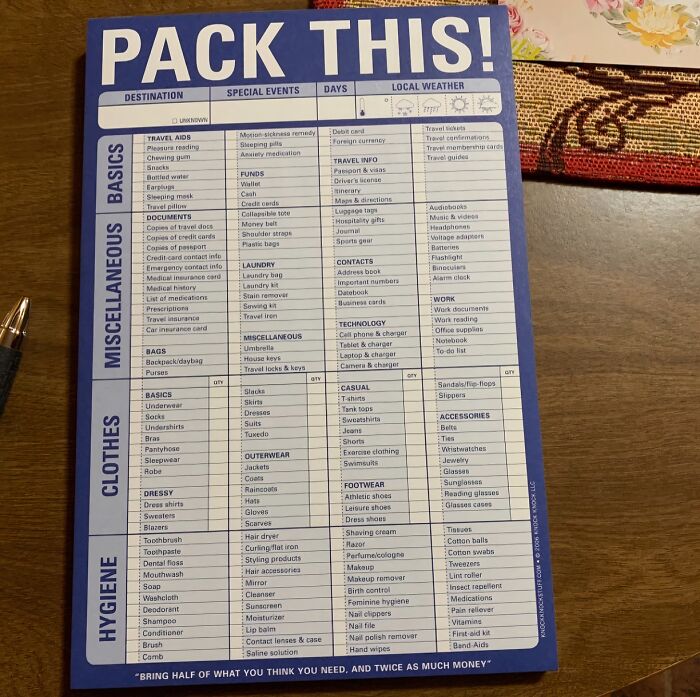 PACK THIS!
DESTINATION
SPECIAL EVENTS
DAYS
LOCAL WEATHER
UNKNOWN
BASICS
TRAVEL AIDS
Pleasure reading
Chewing gum
Snacks
Bottled water
Earplugs
Sleeping mask
Travel pillow
Motion-sickness remedy
Sleeping pills
Anxiety medication
FUNDS
Wallet
Cash
Credit cards
Debit card
Foreign currency
TRAVEL INFO
Passport & visas
Driver's license
Itinerary
Maps & directions
Travel tickets
Travel confirmations
Travel membership cards
Travel guides
MISCELLANEOUS
DOCUMENTS
Copies of travel docs
Copies of credit cards
Copies of passport
Credit-card contact info
Emergency contact info
Medical insurance card
Medical history
List of medications
Prescriptions
Travel insurance
Car insurance card
BAGS
Backpack/daybag
Purses
Collapsible tote
Money belt
Shoulder straps
Plastic bags
LAUNDRY
Laundry bag
Laundry kit
Stain remover
Sewing kit
Travel iron
MISCELLANEOUS
Umbrella
House keys
Travel locks & keys
Luggage tags
Hospitality gifts
Journal
Sports gear
CONTACTS
Address book
Important numbers
Datebook
Business cards
TECHNOLOGY
Cell phone & charger
Tablet & charger
Laptop & charger
Camera & charger
Audiobooks
Music & videos
Headphones
Voltage adapters
Batteries
Flashlight
Binoculars
Alarm clock
WORK
Work documents
Work reading
Office supplies
Notebook
To-do list
CLOTHES
QTY
BASICS
Underwear
Socks
Undershirts
Bras
Pantyhose
Sleepwear
Robe
DRESSY
Dress shirts
Sweaters
Blazers
QTY
Slacks
Skirts
Dresses
Suits
Tuxedo
OUTERWEAR
Jackets
Coats
Raincoats
Hats
Gloves
Scarves
QTY
CASUAL
T-shirts
Tank tops
Sweatshirts
Jeans
Shorts
Exercise clothing
Swimsuits
FOOTWEAR
Athletic shoes
Leisure shoes
Dress shoes
QTY
Sandals/flip-flops
Slippers
ACCESSORIES
Belts
Ties
Wristwatches
Jewelry
Glasses
Sunglasses
Reading glasses
Glasses cases
HYGIENE
Toothbrush
Toothpaste
Dental floss
Mouthwash
Soap
Washcloth
Deodorant
Shampoo
Conditioner
Brush
Comb
Hair dryer
Curling/flat iron
Styling products
Hair accessories
Mirror
Cleanser
Sunscreen
Moisturizer
Lip balm
Contact lenses & case
Saline solution
Shaving cream
Razor
Perfume/cologne
Makeup
Makeup remover
Birth control
Feminine hygiene
Nail clippers
Nail file
Nail polish remover
Hand wipes
Tissues
Cotton balls
Cotton swabs
Tweezers
Lint roller
Insect repellent
Medications
Pain reliever
Vitamins
First-aid kit
Band-Aids
"BRING HALF OF WHAT YOU THINK YOU NEED, AND TWICE AS MUCH MONEY"
KNOCKKNOCKSTUFF.COM • © 2006 KNOCK KNOCK LLC